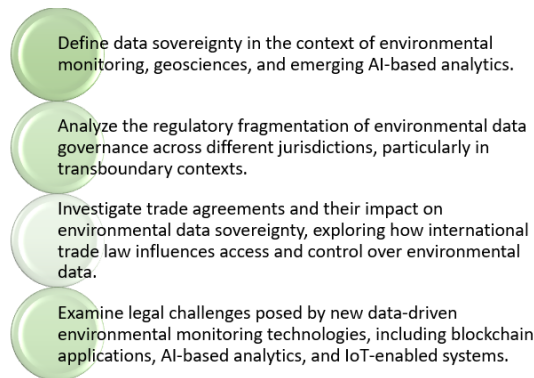 Define data sovereignty in the context of environmental
monitoring, geosciences, and emerging AI-based analytics.
Analyze the regulatory fragmentation of environmental data
governance across different jurisdictions, particularly in
transboundary contexts.
Investigate trade agreements and their impact on
environmental data sovereignty, exploring how international
trade law influences access and control over environmental
data.
Examine legal challenges posed by new data-driven
environmental monitoring technologies, including blockchain
applications, AI-based analytics, and IoT-enabled systems.